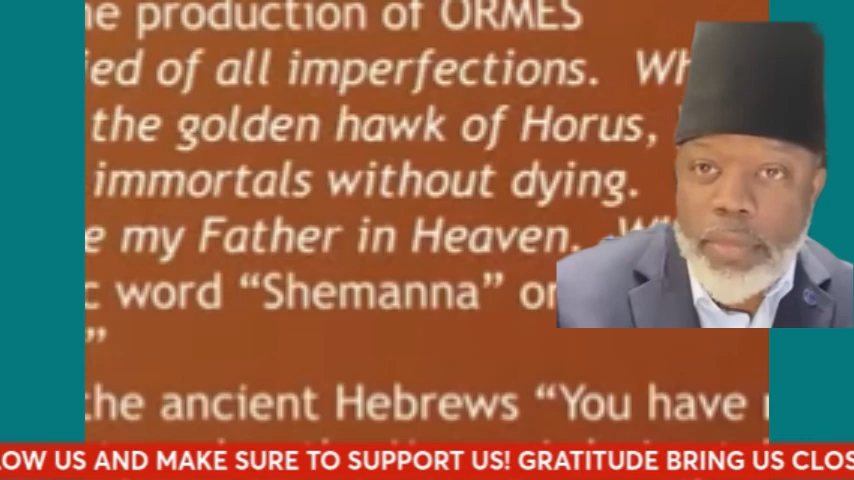 he production of ORMES
ied of all imperfections. Wh
the golden hawk of Horus,
immortals without dying.
e my Father in Heaven.
c word “Shemanna” or
”
the ancient Hebrews “You have
LOW US AND MAKE SURE TO SUPPORT US! GRATITUDE BRING US CLOS